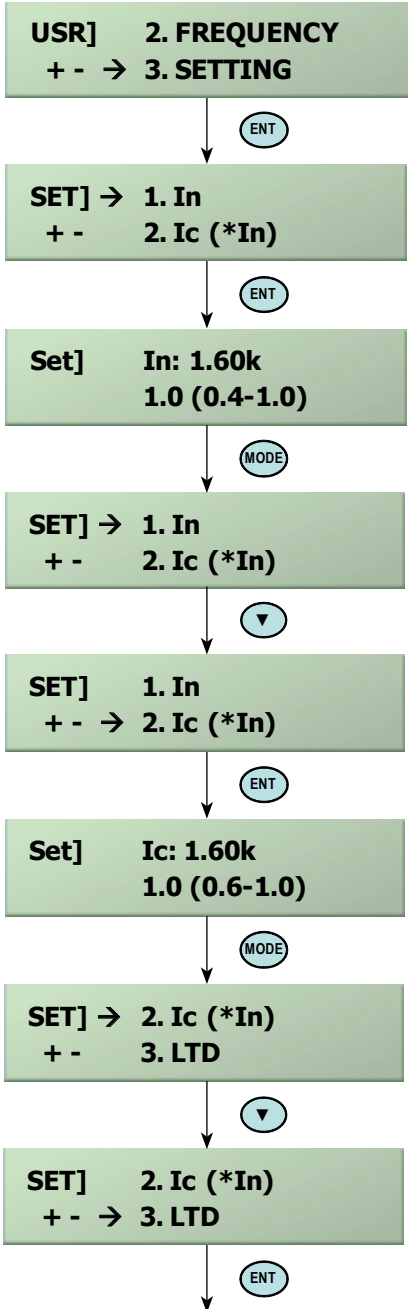 USR] 2. FREQUENCY
+ - → 3. SETTING
ENT
SET] → 1. In
+ - 2. Ic (*In)
ENT
Set] In: 1.60k
1.0 (0.4-1.0)
MODE
SET] → 1. In
+ - 2. Ic (*In)
▼
SET] 1. In
+ - → 2. Ic (*In)
ENT
Set] Ic: 1.60k
1.0 (0.6-1.0)
MODE
SET] → 2. Ic (*In)
+ - 3. LTD
▼
SET] 2. Ic (*In)
+ - → 3. LTD
ENT